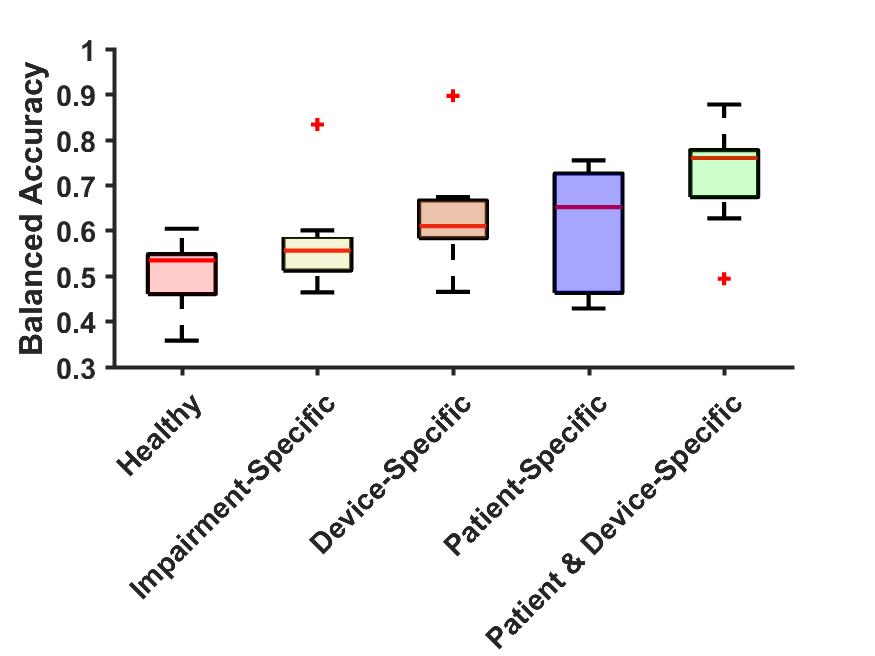 Balanced Accuracy
1
0.9
0.8
0.7
0.6
0.5
0.4
0.3
Healthy
Impairment-Specific
Device-Specific
Patient-Specific
Patient & Device-Specific